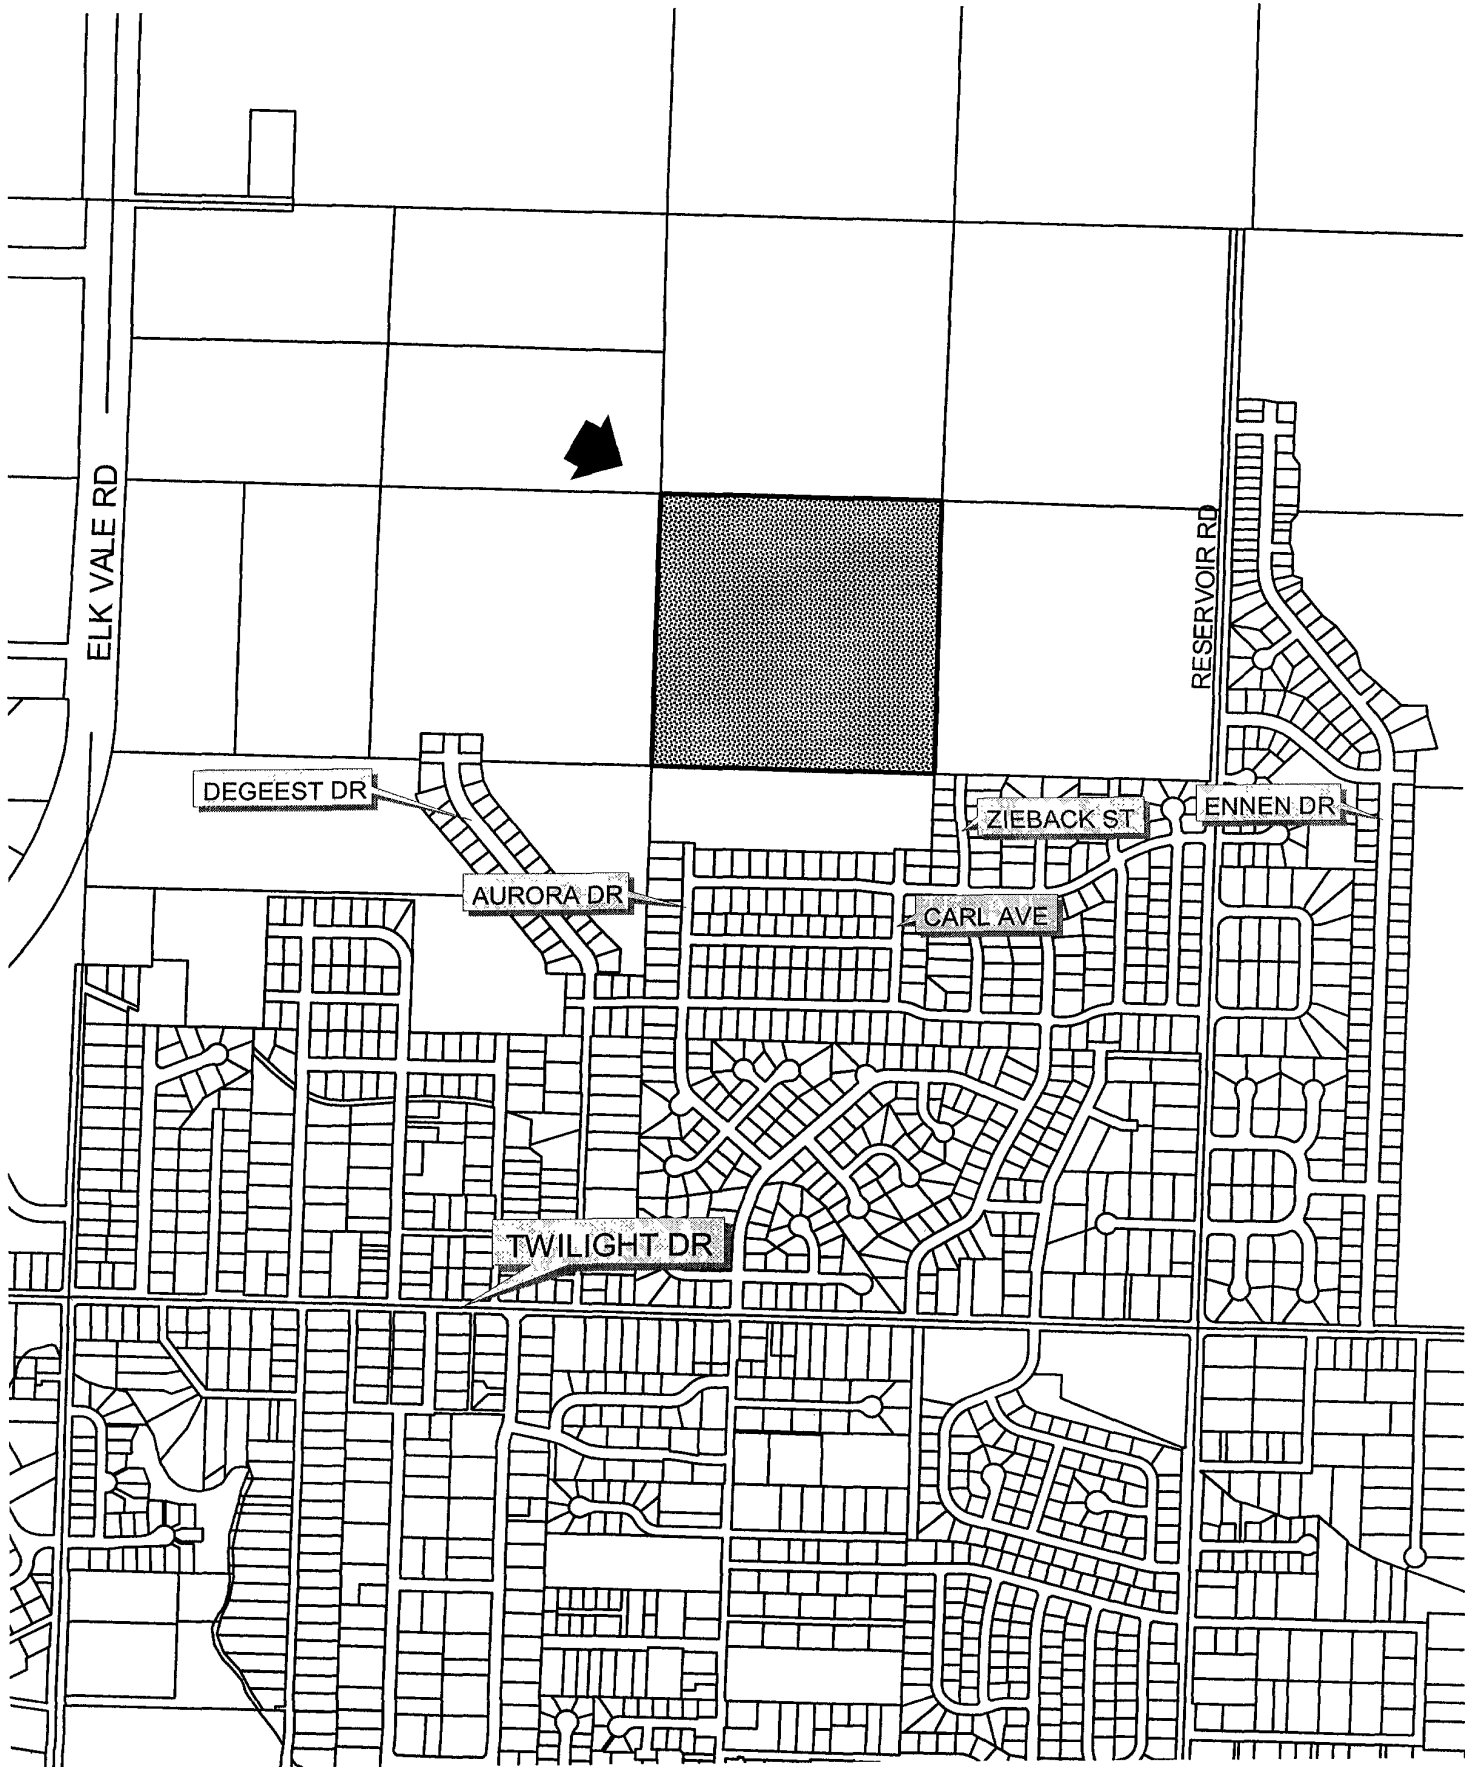 ELK VALE RD
RESERVOIR RD
DEGEEST DR
ZIEBACK ST
ENNEN DR
AURORA DR
CARL AVE
TWILIGHT DR